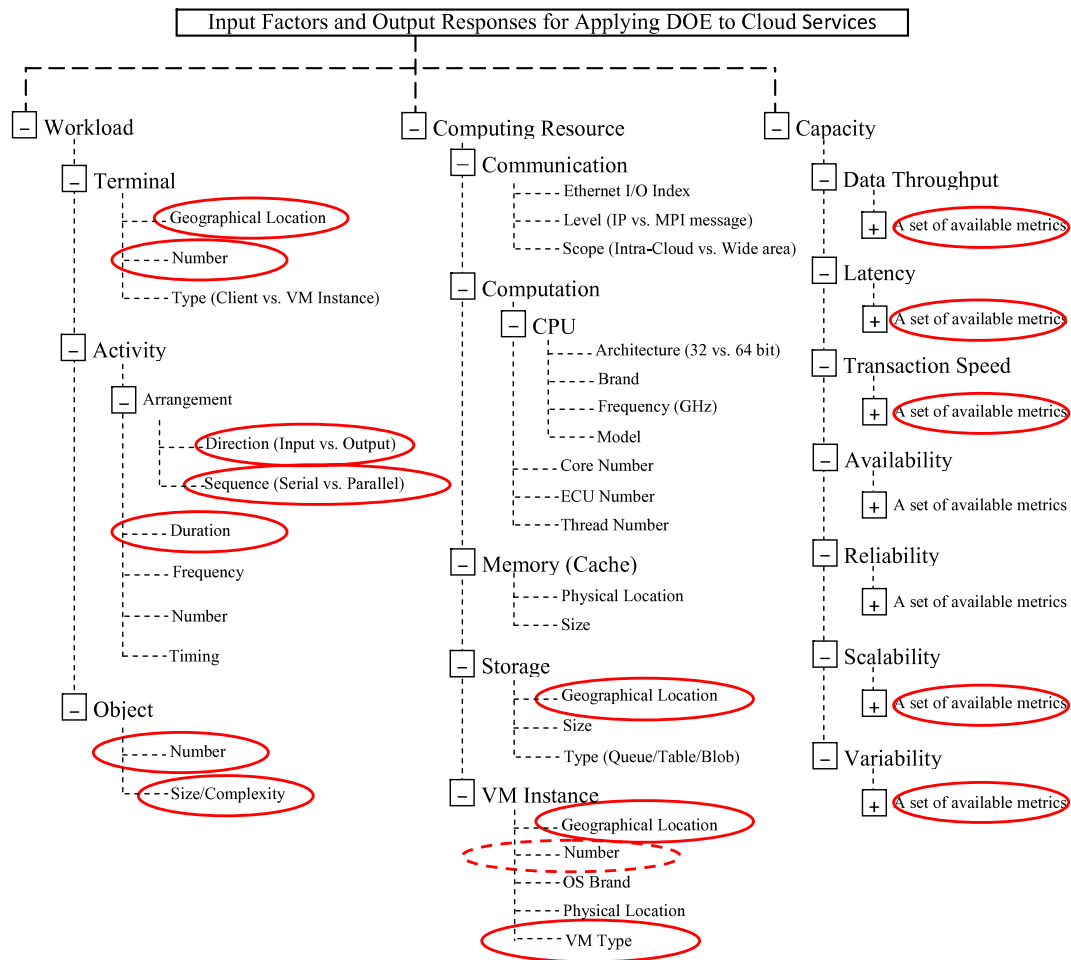 Input Factors and Output Responses for Applying DOE to Cloud Services
− Workload
− Terminal
Geographical Location
Number
Type (Client vs. VM Instance)
− Activity
− Arrangement
Direction (Input vs. Output)
Sequence (Serial vs. Parallel)
Duration
Frequency
Number
Timing
− Object
Number
Size/Complexity
− Computing Resource
− Communication
Ethernet I/O Index
Level (IP vs. MPI message)
Scope (Intra-Cloud vs. Wide area)
− Computation
− CPU
Architecture (32 vs. 64 bit)
Brand
Frequency (GHz)
Model
Core Number
ECU Number
Thread Number
− Memory (Cache)
Physical Location
Size
− Storage
Geographical Location
Size
Type (Queue/Table/Blob)
− VM Instance
Geographical Location
Number
OS Brand
Physical Location
VM Type
− Capacity
− Data Throughput
+ A set of available metrics
− Latency
+ A set of available metrics
− Transaction Speed
+ A set of available metrics
− Availability
+ A set of available metrics
− Reliability
+ A set of available metrics
− Scalability
+ A set of available metrics
− Variability
+ A set of available metrics